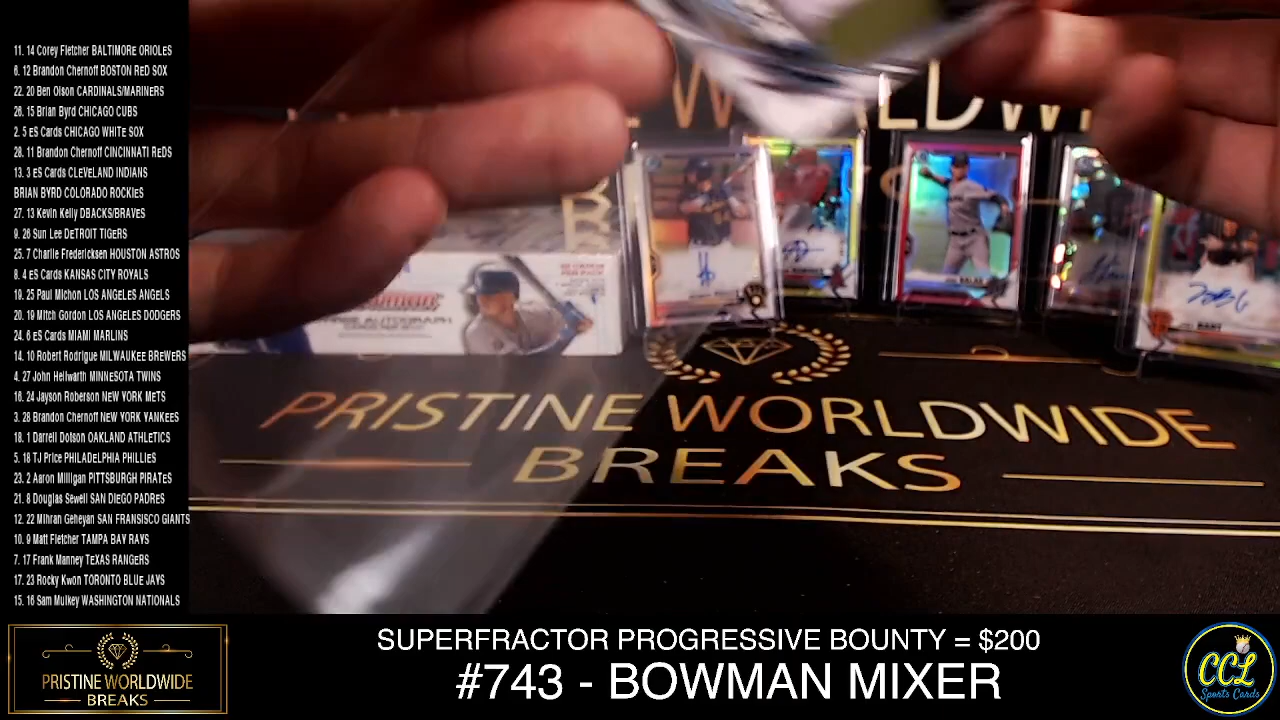 11. 14 Corey Fletcher BALTIMORE ORIOLES
6. 12 Brandon Chernoff BOSTON RED SOX
22. 20 Ben Olson CARDINALS/MARINERS
26. 15 Brian Byrd CHICAGO CUBS
2. 5 eS Cards CHICAGO WHITE SOX
28. 11 Brandon Chernoff CINCINNATI REDS
13. 3 eS Cards CLEVELAND INDIANS
BRIAN BYRD COLORADO ROCKIES
27. 13 Kevin Kelly DBACKS/BRAVES
9. 26 Sun Lee DETROIT TIGERS
25. 7 Charlie Fredericksen HOUSTON ASTROS
8. 4 eS Cards KANSAS CITY ROYALS
19. 25 Paul Michon LOS ANGELES ANGELS
20. 19 Mitch Gordon LOS ANGELES DODGERS
24. 6 eS Cards MIAMI MARLINS
14. 10 Robert Rodrigue MILWAUKEE BREWERS
4. 27 John Hellwarth MINNESOTA TWINS
16. 24 Jayson Roberson NEW YORK METS
3. 28 Brandon Chernoff NEW YORK YANKEES
18. 1 Darrell Dotson OAKLAND ATHLETICS
5. 18 TJ Price PHILADELPHIA PHILLIES
23. 2 Aaron Milligan PITTSBURGH PIRATES
21. 8 Douglas Sewell SAN DIEGO PADRES
12. 22 Mihran Geheyan SAN FRANSISCO GIANTS
10. 9 Matt Fletcher TAMPA BAY RAYS
7. 17 Frank Manney TEXAS RANGERS
17. 23 Rocky Kwon TORONTO BLUE JAYS
15. 16 Sam Mulkey WASHINGTON NATIONALS
PRISTINE WORLDWIDE
BREAKS
PRISTINE WORLDWIDE
BREAKS
SUPERFRACTOR PROGRESSIVE BOUNTY = $200
#743 - BOWMAN MIXER
CCL
Sports Cards